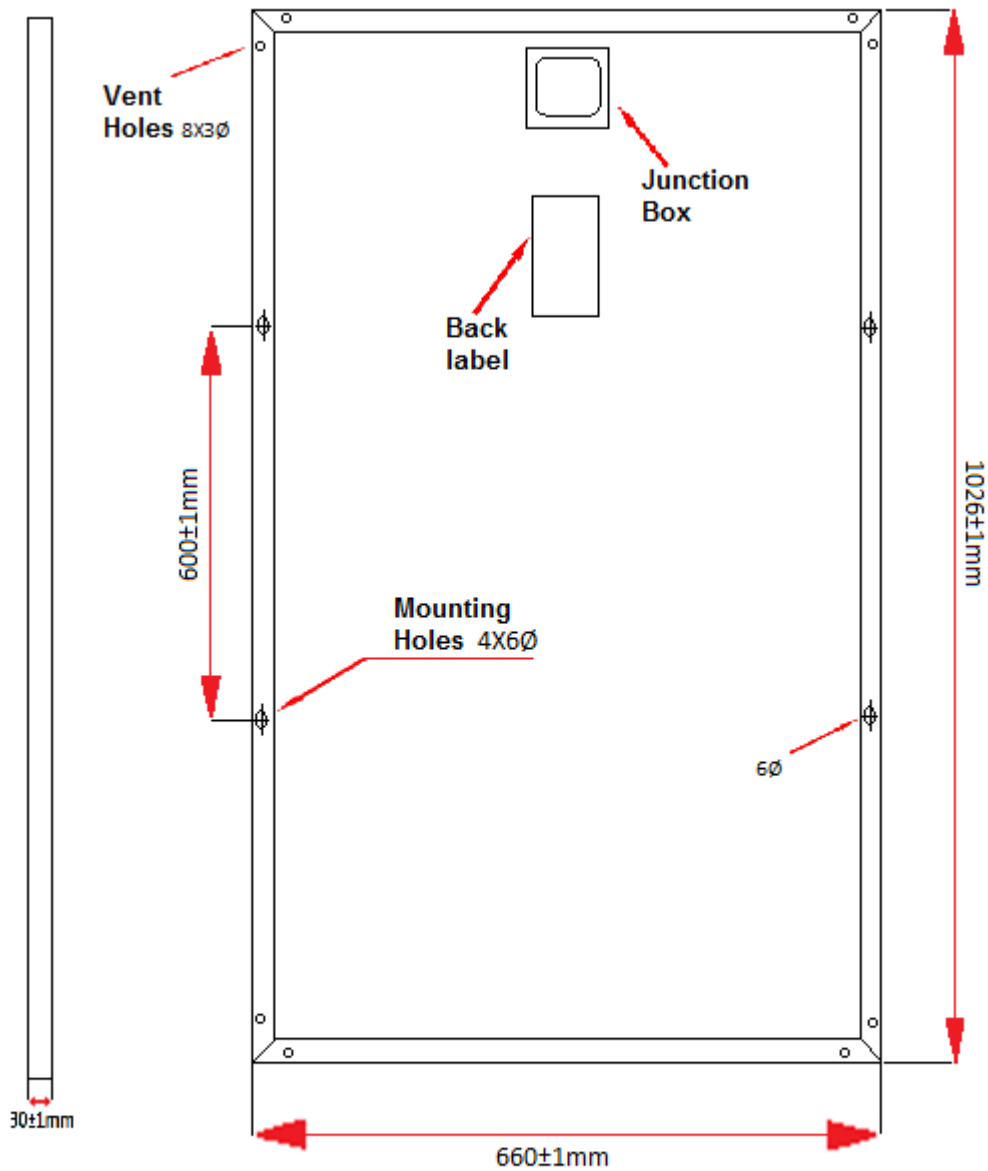 Vent
Holes 8X3Ø
Junction
Box
Back
label
600±1mm
1026±1mm
Mounting
Holes 4X6Ø
6Ø
30±1mm
660±1mm